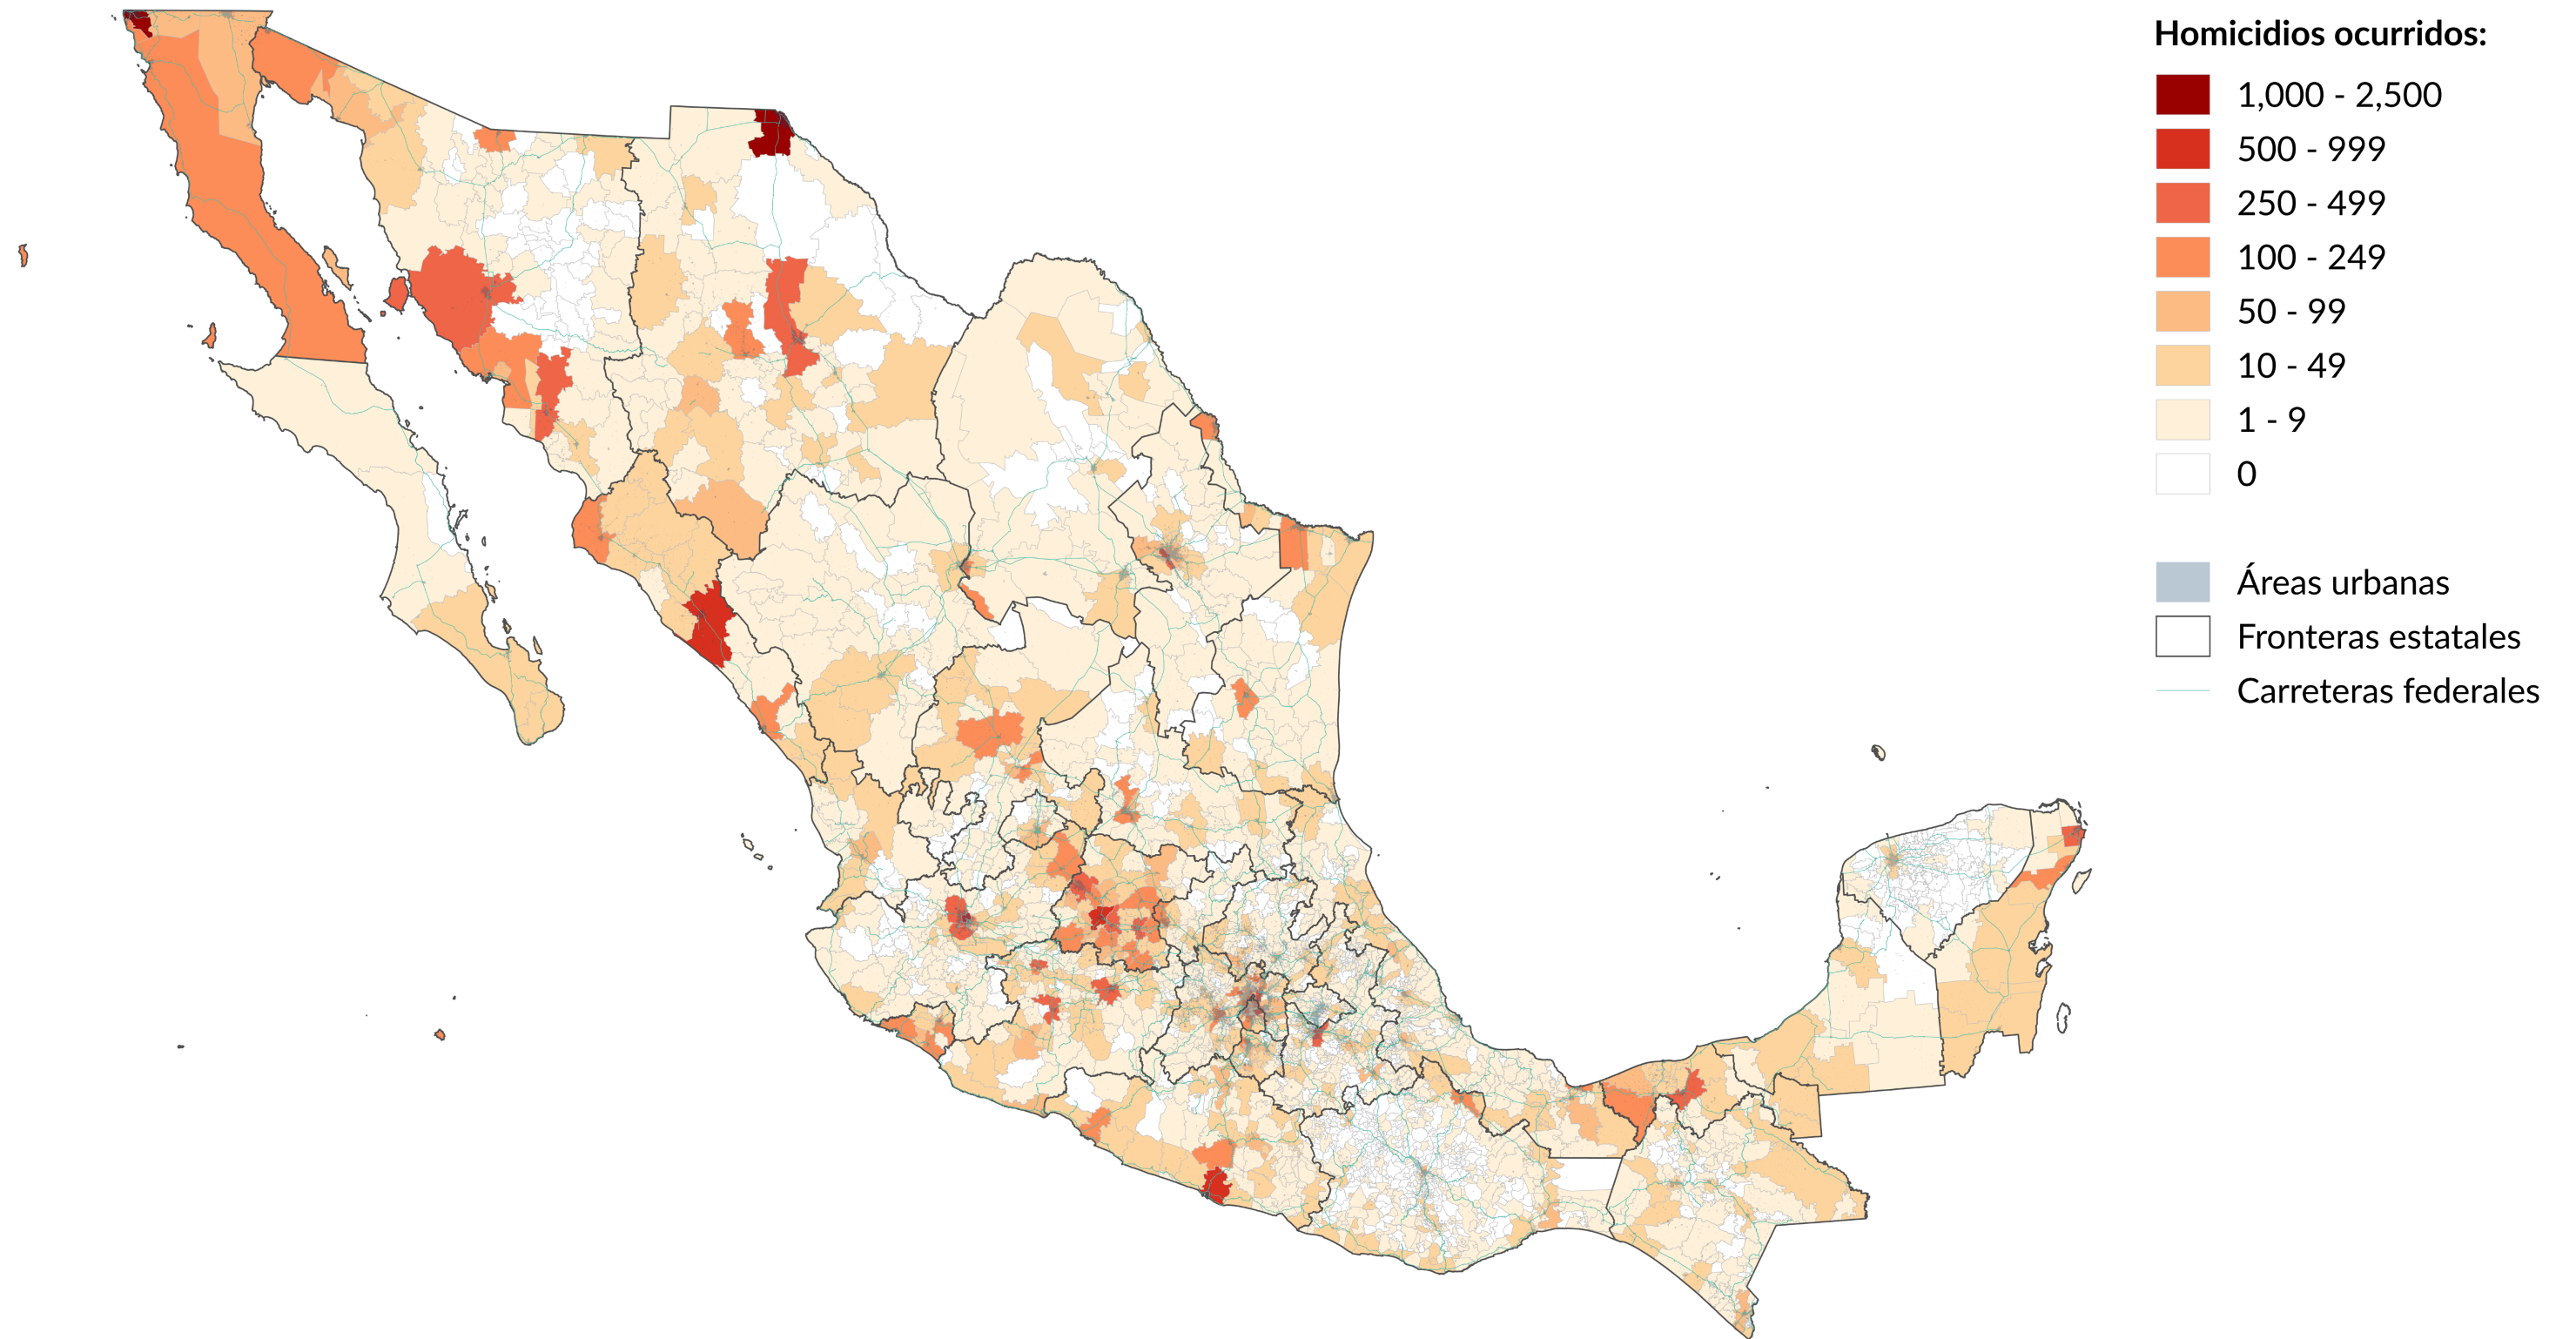 Homicidios ocurridos:
1,000 - 2,500
500 - 999
250 - 499
100 - 249
50 - 99
10 - 49
1 - 9
0
Áreas urbanas
Fronteras estatales
Carreteras federales